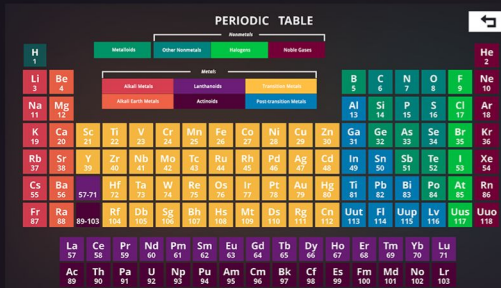 PERIODIC TABLE
Nonmetals
Metalloids Other Nonmetals Halogens Noble Gases
Metals
Alkali Metals Lanthanoids Transition Metals
Alkali Earth Metals Actinoids Post-transition Metals
H He
1 2
Li Be B C N O F Ne
3 4 5 6 7 8 9 10
Na Mg Al Si P S Cl Ar
11 12 13 14 15 16 17 18
K Ca Sc Ti V Cr Mn Fe Co Ni Cu Zn Ga Ge As Se Br Kr
19 20 21 22 23 24 25 26 27 28 29 30 31 32 33 34 35 36
Rb Sr Y Zr Nb Mo Tc Ru Rh Pd Ag Cd In Sn Sb Te I Xe
37 38 39 40 41 42 43 44 45 46 47 48 49 50 51 52 53 54
Cs Ba 57-71 Hf Ta W Re Os Ir Pt Au Hg Ti Pb Bi Po At Rn
55 56 72 73 74 75 76 77 78 79 80 81 82 83 84 85 86
Fr Ra 89-103 Rf Db Sg Bh Hs Mt Ds Rg Cn Uut Fl Uup Lv Uus Uuo
87 88 104 105 106 107 108 109 110 111 112 113 114 115 116 117 118
La Ce Pr Nd Pm Sm Eu Gd Tb Dy Ho Er Tm Yb Lu
57 58 59 60 61 62 63 64 65 66 67 68 69 70 71
Ac Th Pa U Np Pu Am Cm Bk Cf Es Fm Md No Lr
89 90 91 92 93 94 95 96 97 98 99 100 101 102 103